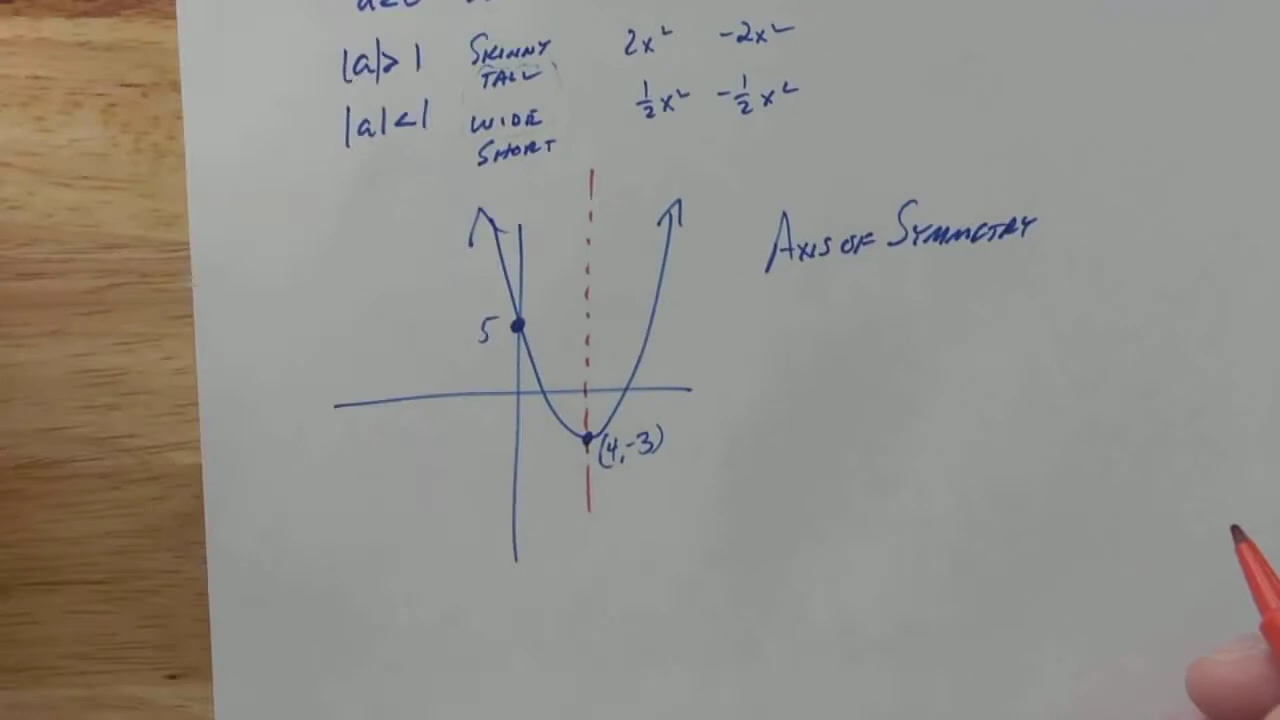 |a|>1 SKINNY 2x² -2x²
TALL
|a|<1 WIDE ½x² -½x²
SHORT
AXIS OF SYMMETRY
5
(4,-3)